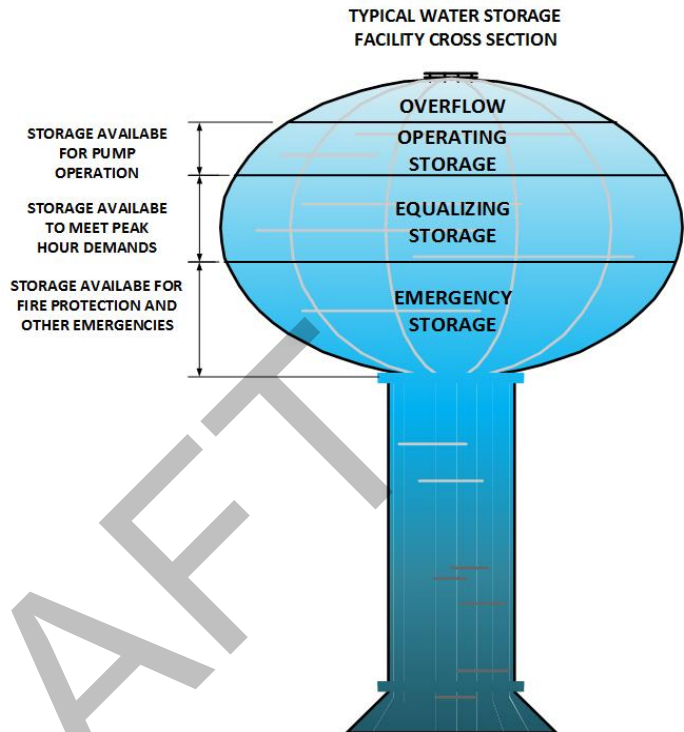 TYPICAL WATER STORAGE
FACILITY CROSS SECTION
OVERFLOW
STORAGE AVAILABE
FOR PUMP
OPERATION
OPERATING
STORAGE
STORAGE AVAILABE
TO MEET PEAK
HOUR DEMANDS
EQUALIZING
STORAGE
STORAGE AVAILABE FOR
FIRE PROTECTION AND
OTHER EMERGENCIES
EMERGENCY
STORAGE
AFT